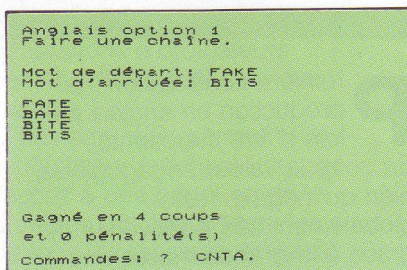 Anglais option 1
Faire une chaîne.
Mot de départ: FAKE
Mot d'arrivée: BITS
FATE
BATE
BITE
BITS
Gagné en 4 coups
et 0 pénalité(s)
Commandes: ? CNTA.